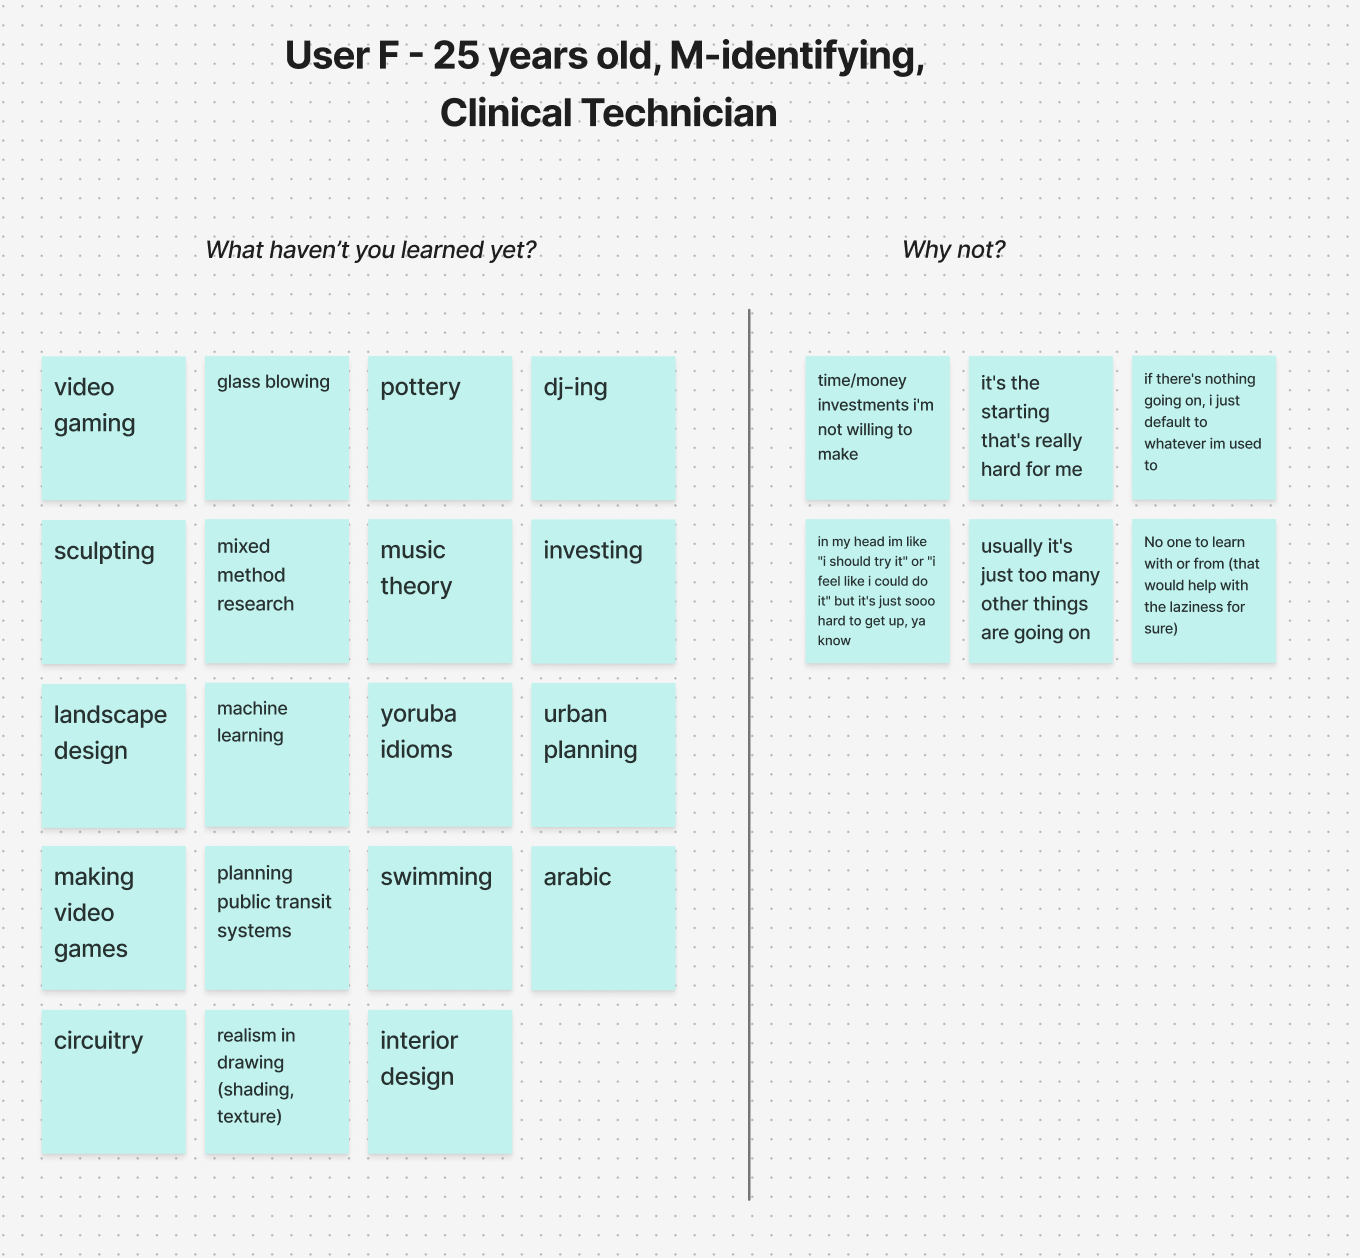 User F - 25 years old, M-identifying,
Clinical Technician
What haven’t you learned yet?
video
gaming
glass blowing
pottery
dj-ing
sculpting
mixed
method
research
music
theory
investing
landscape
design
machine
learning
yoruba
idioms
urban
planning
making
video
games
planning
public transit
systems
swimming
arabic
circuitry
realism in
drawing
(shading,
texture)
interior
design
Why not?
time/money
investments i'm
not willing to
make
it's the
starting
that's really
hard for me
if there's nothing
going on, i just
default to
whatever im used
to
in my head im like
"i should try it" or "i
feel like i could do
it" but it's just sooo
hard to get up, ya
know
usually it's
just too many
other things
are going on
No one to learn
with or from (that
would help with
the laziness for
sure)